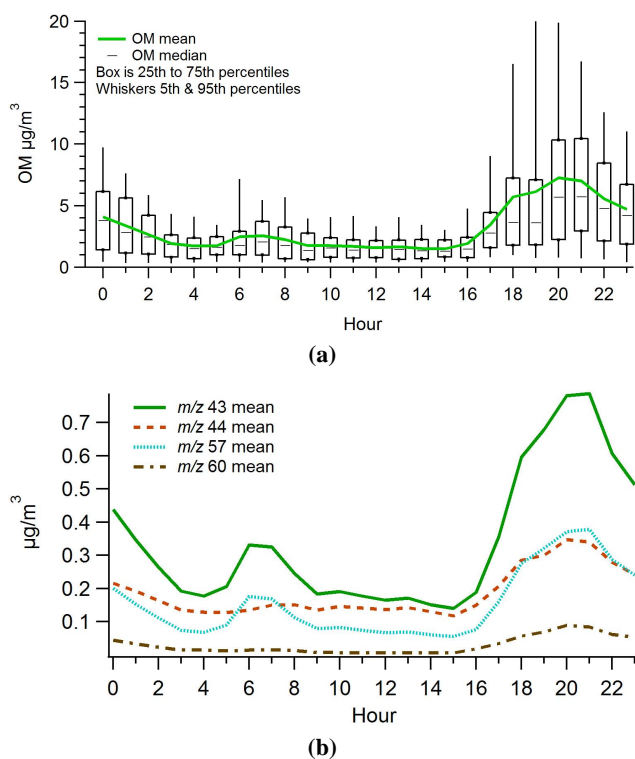 20
15
10
5
0
OM µg/m³
OM mean
OM median
Box is 25th to 75th percentiles
Whiskers 5th & 95th percentiles
0 2 4 6 8 10 12 14 16 18 20 22
Hour
(a)
0.7
0.6
0.5
0.4
0.3
0.2
0.1
µg/m³
m/z 43 mean
m/z 44 mean
m/z 57 mean
m/z 60 mean
0 2 4 6 8 10 12 14 16 18 20 22
Hour
(b)